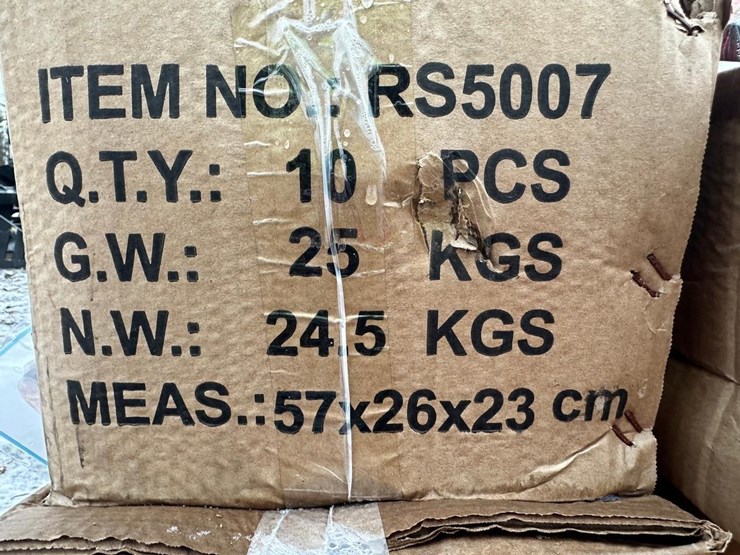 ITEM NO.: RS5007
Q.T.Y.: 10 PCS
G.W.: 25 KGS
N.W.: 24.5 KGS
MEAS.:57x26x23 cm